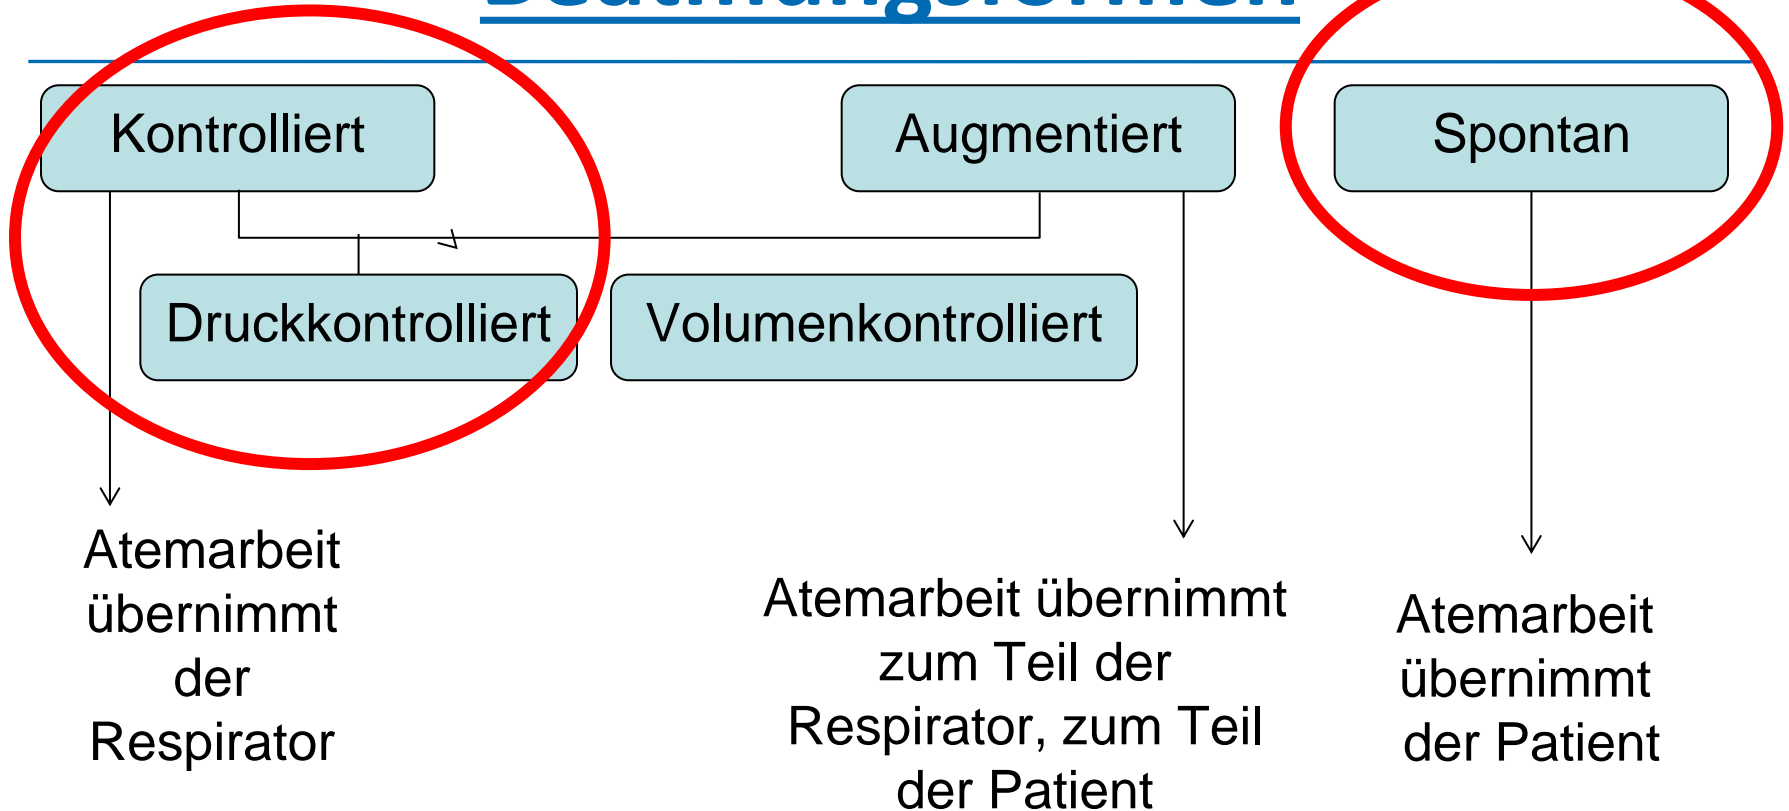 Beatmungsformen
Kontrolliert
Augmentiert
Spontan
Druckkontrolliert
Volumenkontrolliert
Atemarbeit
übernimmt
der
Respirator
Atemarbeit übernimmt
zum Teil der
Respirator, zum Teil
der Patient
Atemarbeit
übernimmt
der Patient